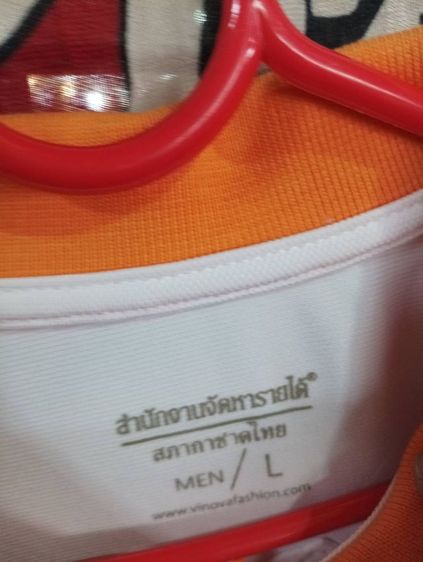 สำนักงานจัดหารายได้®
สภากาชาดไทย
MEN / L
www.vinovafashion.com